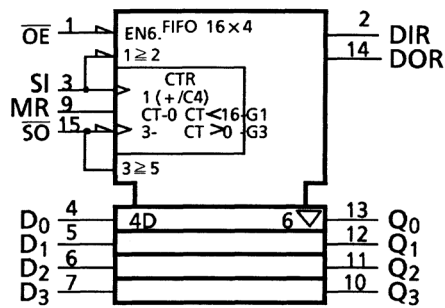 OE 1 EN6. FIFO 16×4 2 DIR
1≧2 14 DOR
SI 3 CTR
1 (+/C4)
MR 9 CT-0 CT<16-G1
SO 15 3- CT>0 -G3
3≧5
D0 4 4D 6 13 Q0
D1 5 12 Q1
D2 6 11 Q2
D3 7 10 Q3